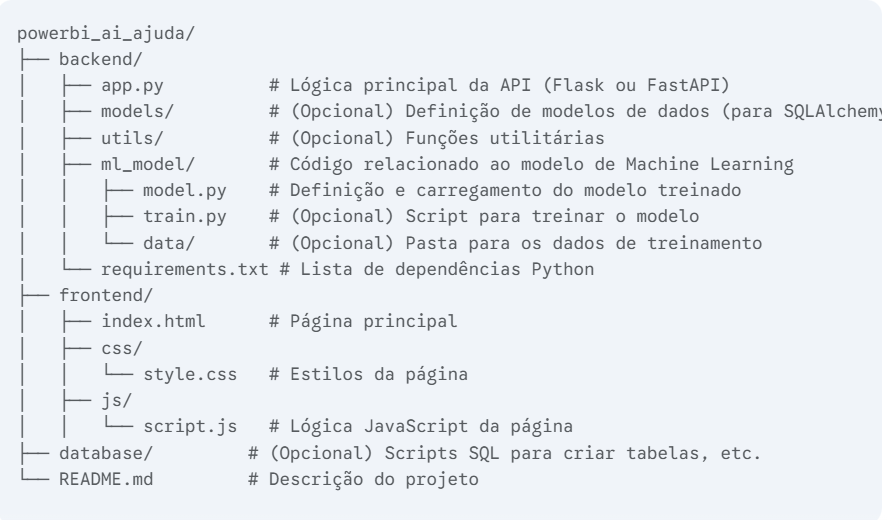 powerbi_ai_ajuda/
├── backend/
│   ├── app.py          # Lógica principal da API (Flask ou FastAPI)
│   ├── models/         # (Opcional) Definição de modelos de dados (para SQLAlchemy
│   ├── utils/          # (Opcional) Funções utilitárias
│   ├── ml_model/       # Código relacionado ao modelo de Machine Learning
│   │   ├── model.py    # Definição e carregamento do modelo treinado
│   │   ├── train.py    # (Opcional) Script para treinar o modelo
│   │   └── data/       # (Opcional) Pasta para os dados de treinamento
│   └── requirements.txt # Lista de dependências Python
├── frontend/
│   ├── index.html      # Página principal
│   ├── css/
│   │   └── style.css   # Estilos da página
│   ├── js/
│   │   └── script.js   # Lógica JavaScript da página
├── database/         # (Opcional) Scripts SQL para criar tabelas, etc.
└── README.md         # Descrição do projeto